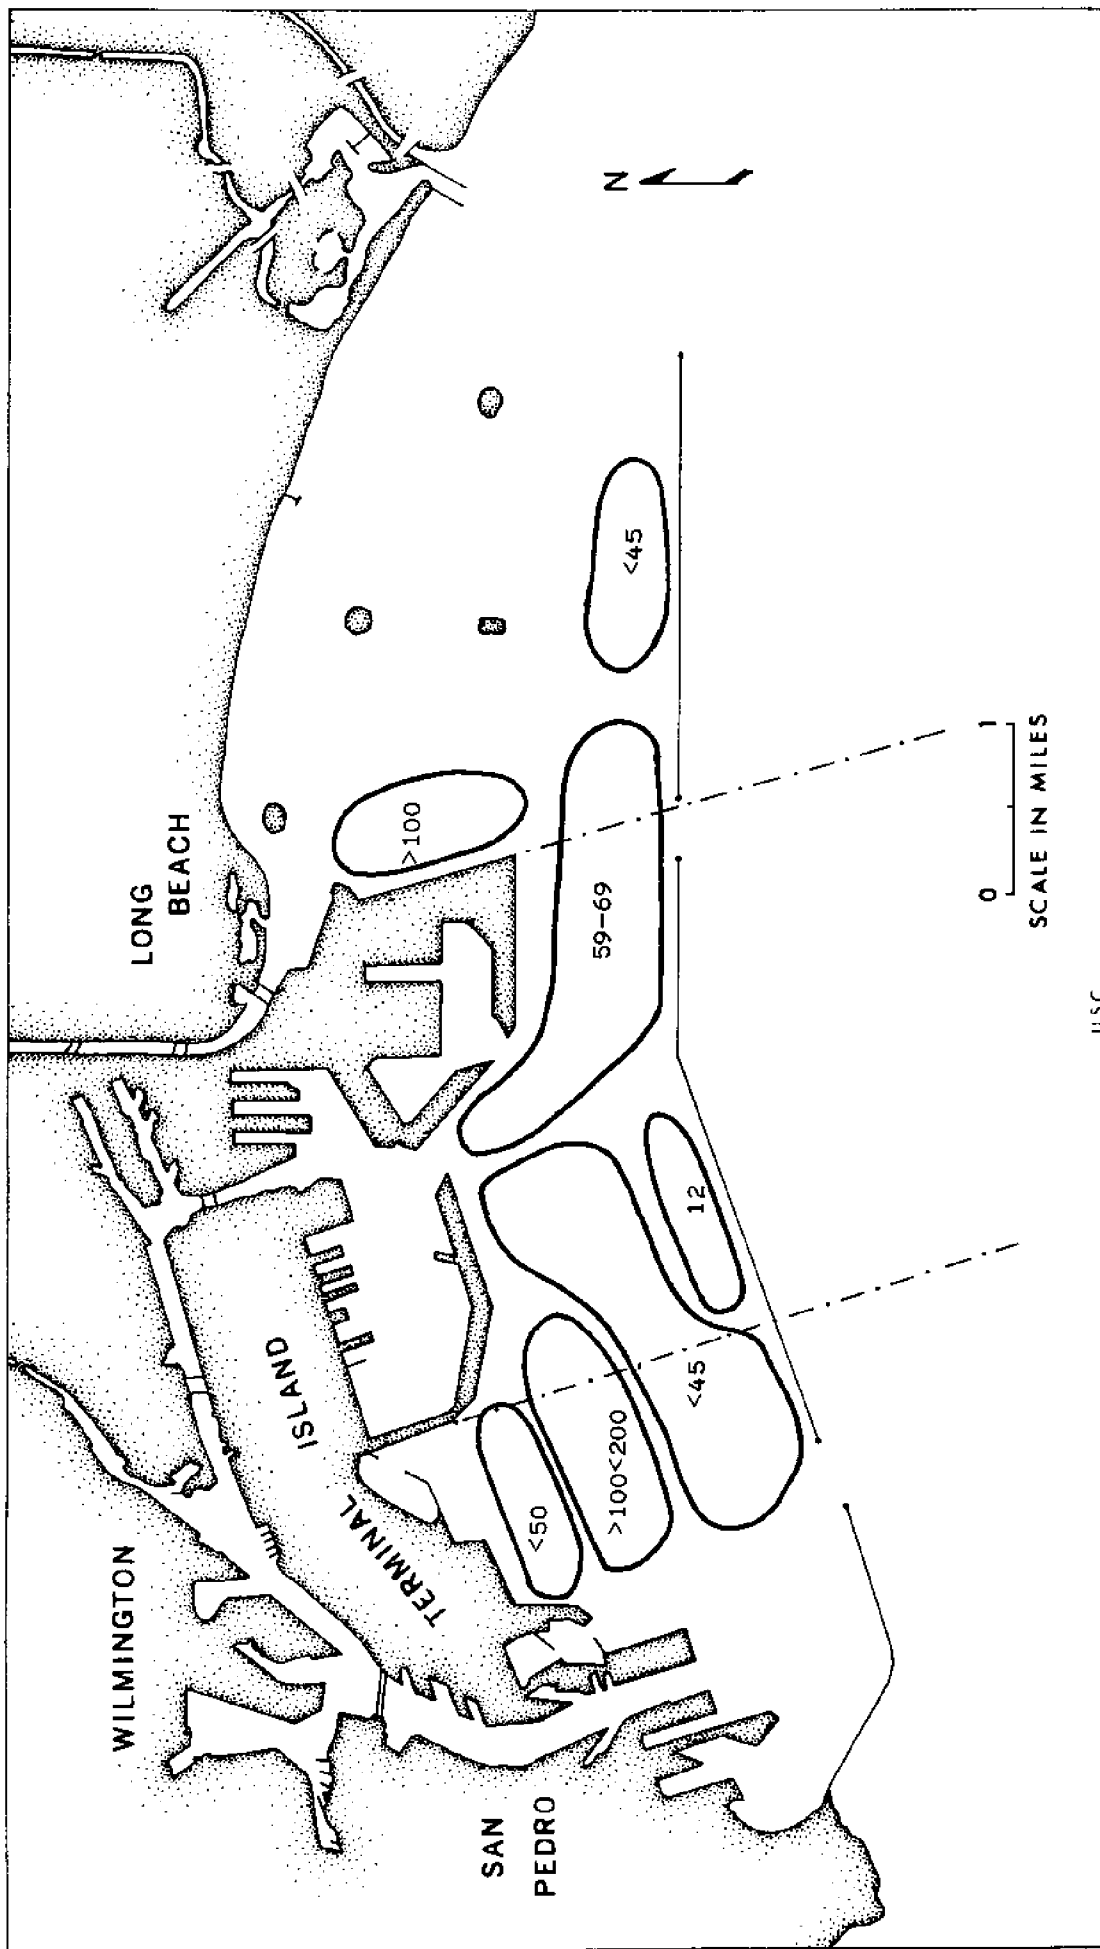 WILMINGTON
LONG
BEACH
TERMINAL ISLAND
SAN
PEDRO
<50
>100<200
<45
12
59-69
>100
<45
N
0 1
SCALE IN MILES